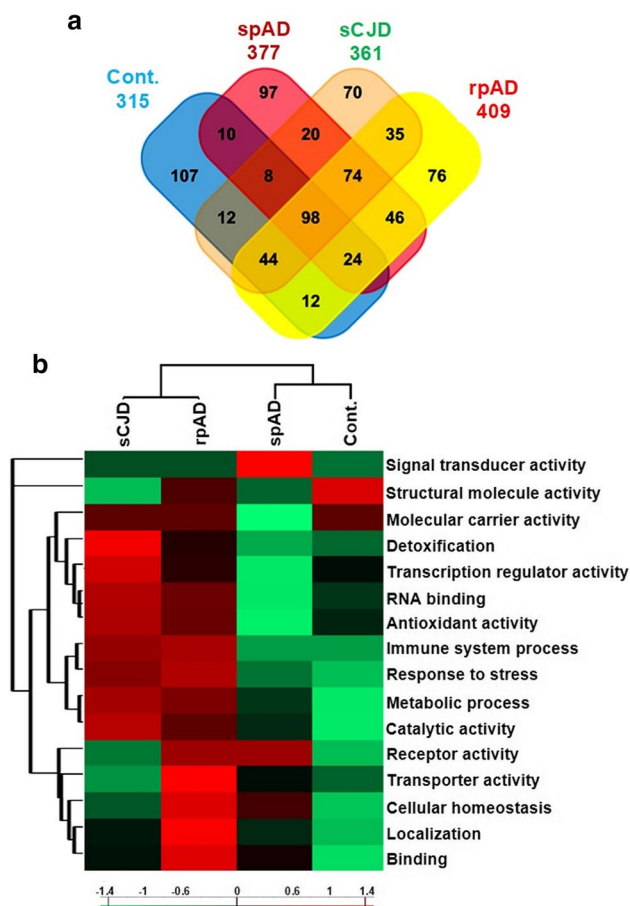 a
spAD
377
sCJD
361
Cont.
315
rpAD
409
97
70
10
20
35
107
8
74
76
12
98
46
44
24
12
b
sCJD
rpAD
spAD
Cont.
Signal transducer activity
Structural molecule activity
Molecular carrier activity
Detoxification
Transcription regulator activity
RNA binding
Antioxidant activity
Immune system process
Response to stress
Metabolic process
Catalytic activity
Receptor activity
Transporter activity
Cellular homeostasis
Localization
Binding
-1.4 -1 -0.6 0 0.6 1 1.4